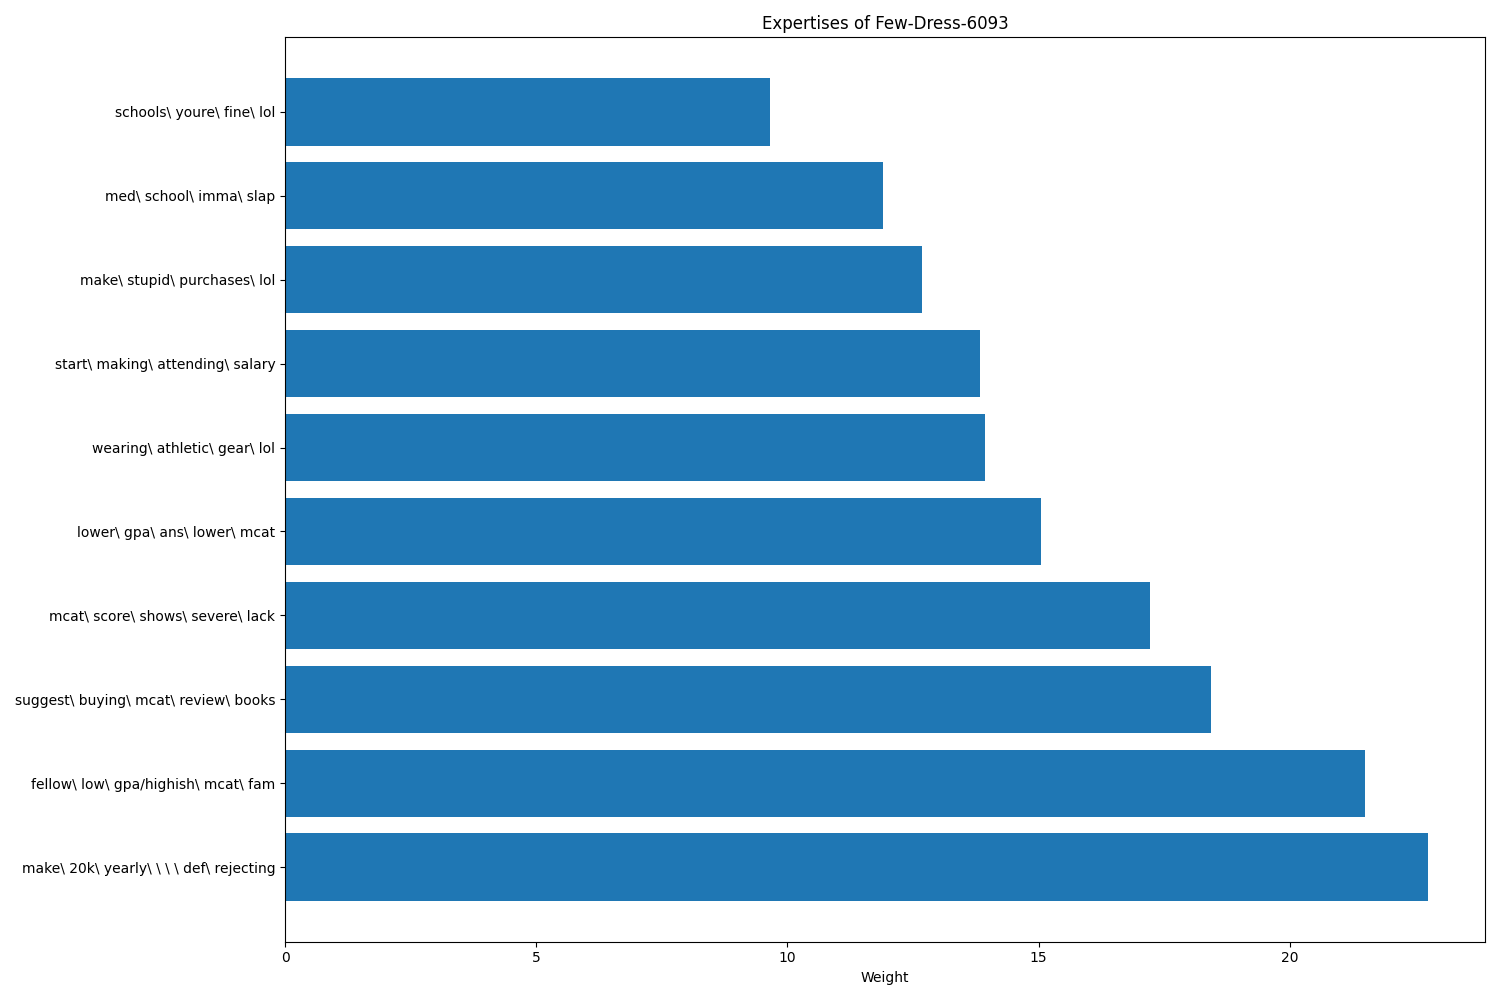 Expertises of Few-Dress-6093
schools\ youre\ fine\ lol
med\ school\ imma\ slap
make\ stupid\ purchases\ lol
start\ making\ attending\ salary
wearing\ athletic\ gear\ lol
lower\ gpa\ ans\ lower\ mcat
mcat\ score\ shows\ severe\ lack
suggest\ buying\ mcat\ review\ books
fellow\ low\ gpa/highish\ mcat\ fam
make\ 20k\ yearly\ \ \ \ def\ rejecting
0 5 10 15 20
Weight